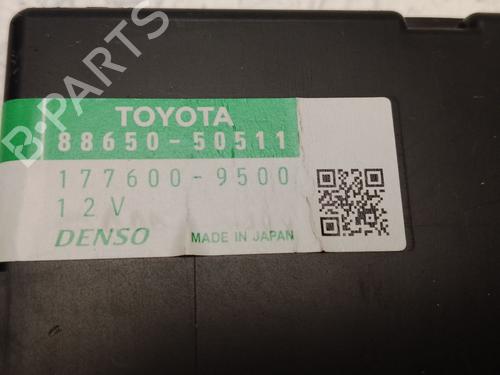 TOYOTA
88650-50511
177600-9500
12V
DENSO MADE IN JAPAN
B-PARTS